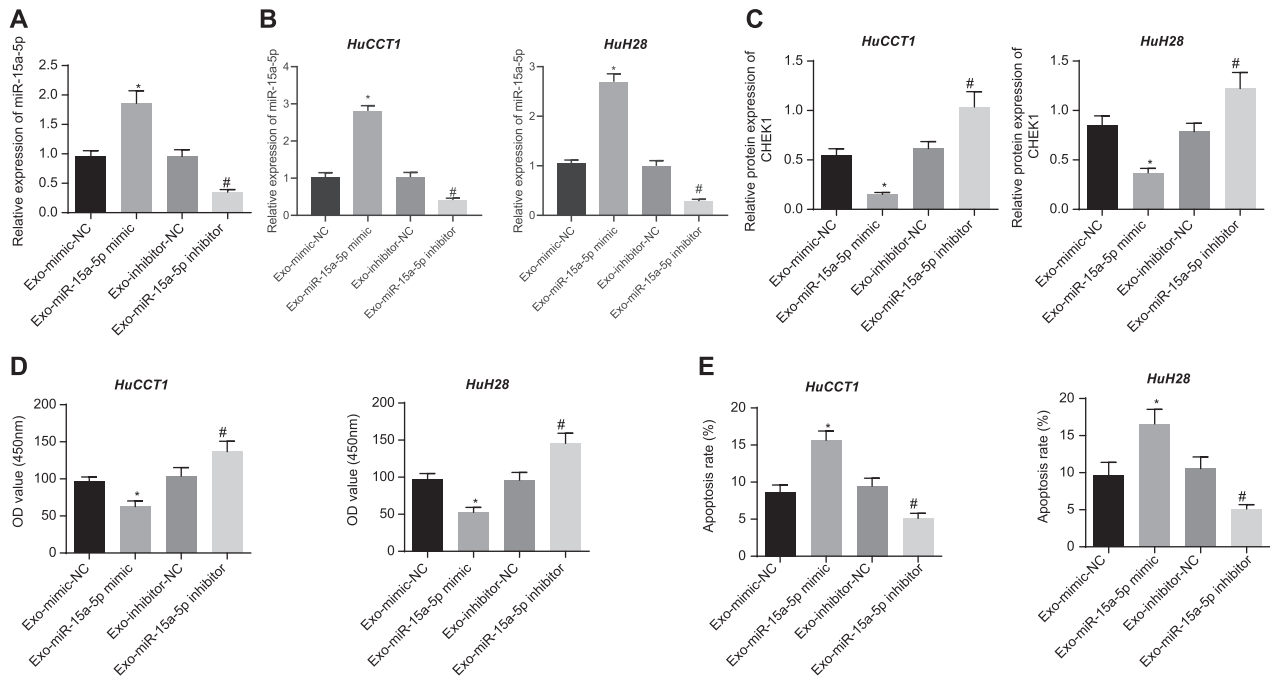 A
Relative expression of miR-15a-5p
2.5
2.0
1.5
1.0
0.5
0.0
*
#
Exo-mimic-NC
Exo-miR-15a-5p mimic
Exo-inhibitor-NC
Exo-miR-15a-5p inhibitor
B
HuCCT1
Relative expression of miR-15a-5p
4
3
2
1
0
*
#
Exo-mimic-NC
Exo-miR-15a-5p mimic
Exo-inhibitor-NC
Exo-miR-15a-5p inhibitor
HuH28
Relative expression of miR-15a-5p
3
2
1
0
*
#
Exo-mimic-NC
Exo-miR-15a-5p mimic
Exo-inhibitor-NC
Exo-miR-15a-5p inhibitor
C
HuCCT1
Relative protein expression of
CHEK1
1.5
1.0
0.5
0.0
*
#
Exo-mimic-NC
Exo-miR-15a-5p mimic
Exo-inhibitor-NC
Exo-miR-15a-5p inhibitor
HuH28
Relative protein expression of
CHEK1
1.5
1.0
0.5
0.0
*
#
Exo-mimic-NC
Exo-miR-15a-5p mimic
Exo-inhibitor-NC
Exo-miR-15a-5p inhibitor
D
HuCCT1
OD value (450nm)
200
150
100
50
0
*
#
Exo-mimic-NC
Exo-miR-15a-5p mimic
Exo-inhibitor-NC
Exo-miR-15a-5p inhibitor
HuH28
OD value (450nm)
200
150
100
50
0
*
#
Exo-mimic-NC
Exo-miR-15a-5p mimic
Exo-inhibitor-NC
Exo-miR-15a-5p inhibitor
E
HuCCT1
Apoptosis rate (%)
20
15
10
5
0
*
#
Exo-mimic-NC
Exo-miR-15a-5p mimic
Exo-inhibitor-NC
Exo-miR-15a-5p inhibitor
HuH28
Apoptosis rate (%)
20
15
10
5
0
*
#
Exo-mimic-NC
Exo-miR-15a-5p mimic
Exo-inhibitor-NC
Exo-miR-15a-5p inhibitor